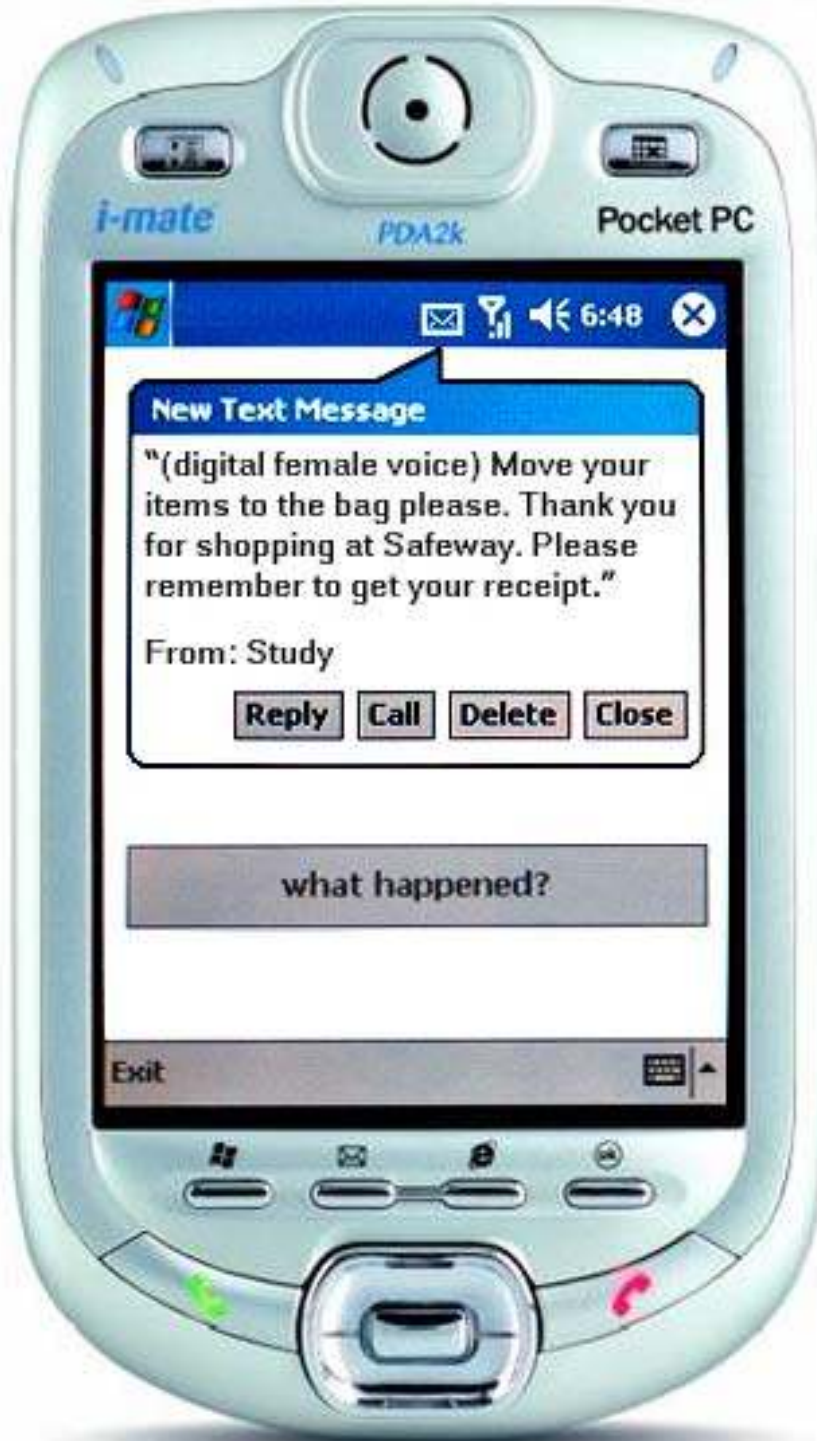 i-mate
PDA2k
Pocket PC
6:48
New Text Message
“(digital female voice) Move your
items to the bag please. Thank you
for shopping at Safeway. Please
remember to get your receipt.”
From: Study
Reply Call Delete Close
what happened?
Exit
ok